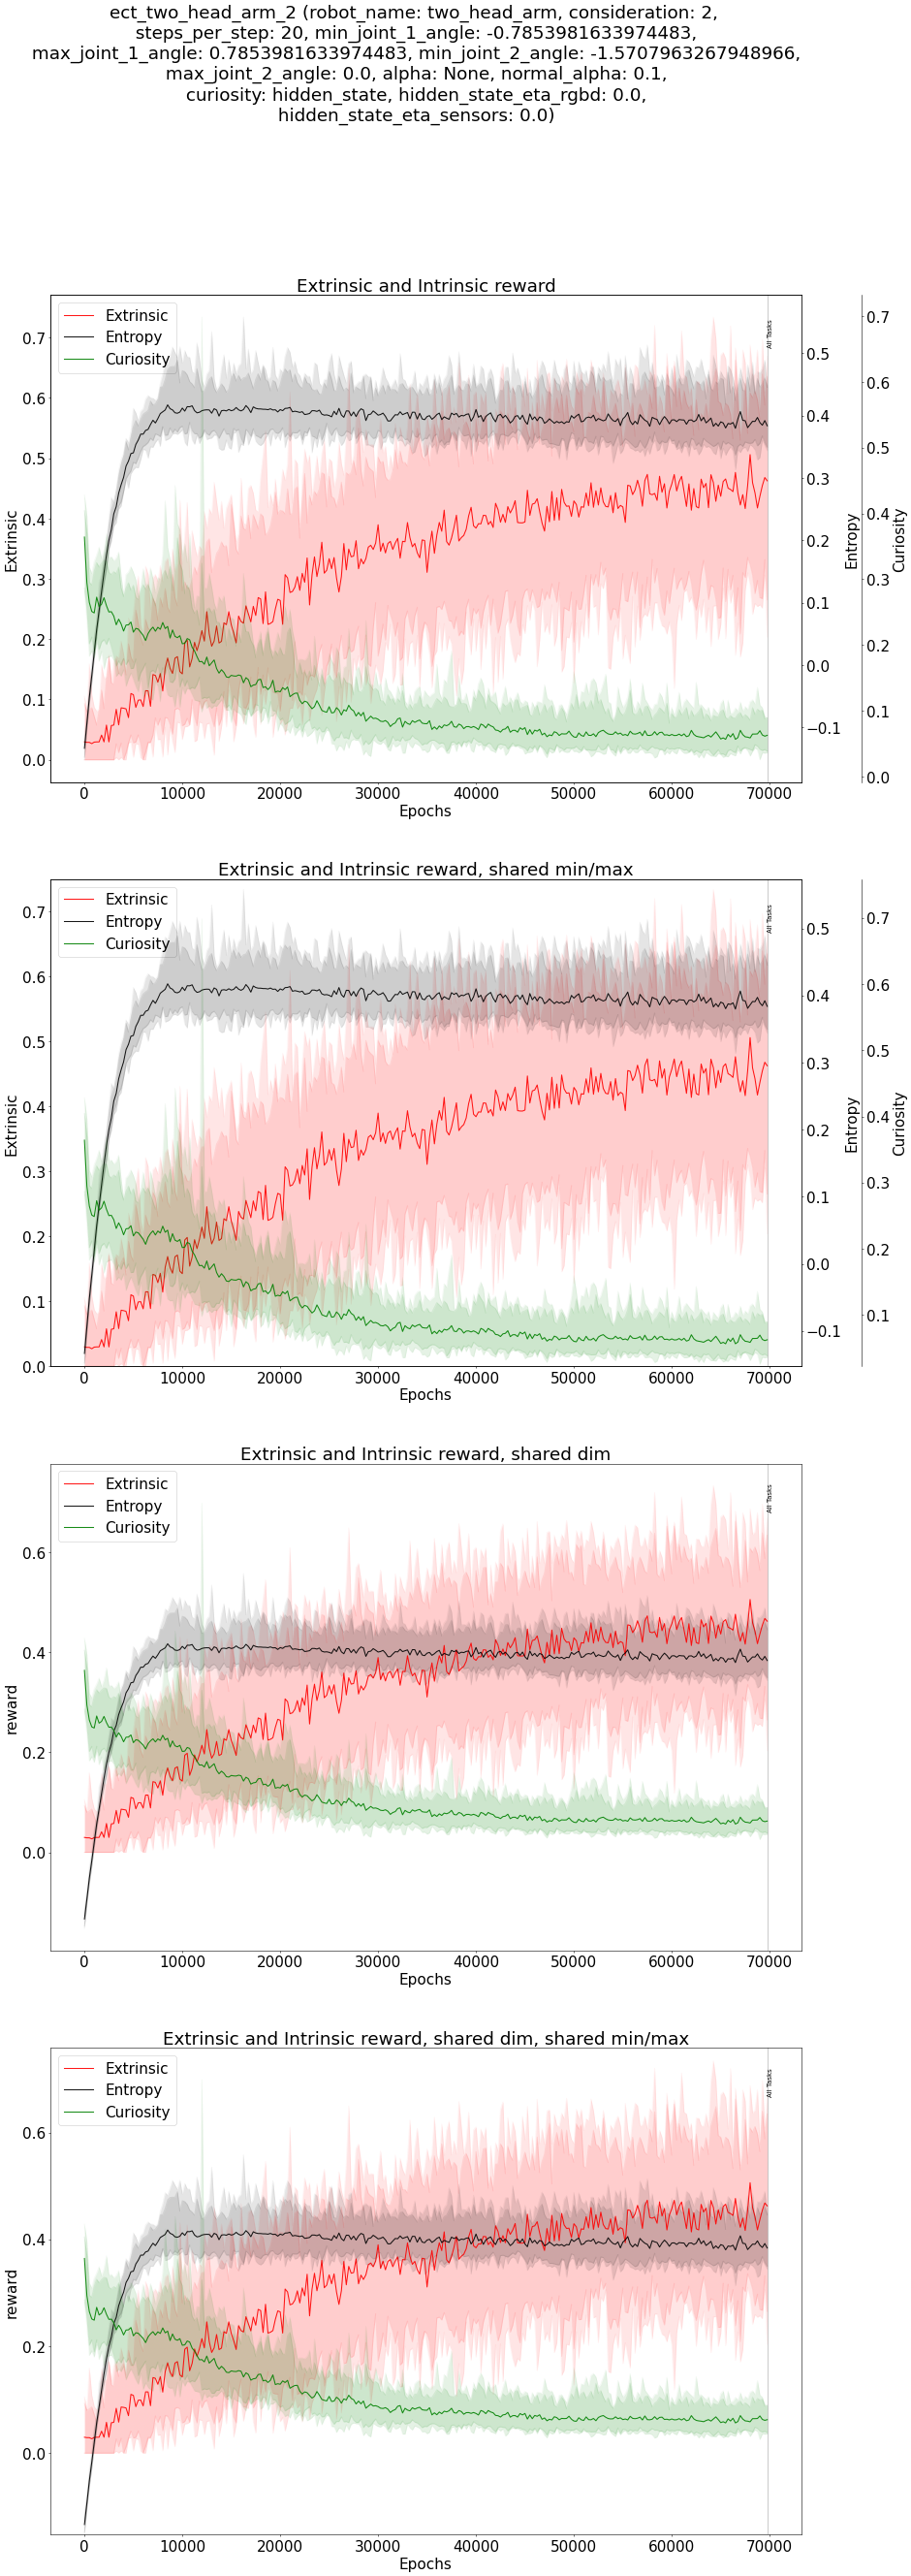 ect_two_head_arm_2 (robot_name: two_head_arm, consideration: 2,
steps_per_step: 20, min_joint_1_angle: -0.7853981633974483,
max_joint_1_angle: 0.7853981633974483, min_joint_2_angle: -1.5707963267948966,
max_joint_2_angle: 0.0, alpha: None, normal_alpha: 0.1,
curiosity: hidden_state, hidden_state_eta_rgbd: 0.0,
hidden_state_eta_sensors: 0.0)
Extrinsic and Intrinsic reward
Extrinsic
Entropy
Curiosity
All Tasks
0.7
0.6
0.5
0.4
0.3
0.2
0.1
0.0
Extrinsic
0.5
0.4
0.3
0.2
0.1
0.0
−0.1
Entropy
0.7
0.6
0.5
0.4
0.3
0.2
0.1
0.0
Curiosity
0 10000 20000 30000 40000 50000 60000 70000
Epochs
Extrinsic and Intrinsic reward, shared min/max
Extrinsic
Entropy
Curiosity
All Tasks
0.7
0.6
0.5
0.4
0.3
0.2
0.1
0.0
Extrinsic
0.5
0.4
0.3
0.2
0.1
0.0
−0.1
Entropy
0.7
0.6
0.5
0.4
0.3
0.2
0.1
Curiosity
0 10000 20000 30000 40000 50000 60000 70000
Epochs
Extrinsic and Intrinsic reward, shared dim
Extrinsic
Entropy
Curiosity
All Tasks
0.6
0.4
0.2
0.0
reward
0 10000 20000 30000 40000 50000 60000 70000
Epochs
Extrinsic and Intrinsic reward, shared dim, shared min/max
Extrinsic
Entropy
Curiosity
All Tasks
0.6
0.4
0.2
0.0
reward
0 10000 20000 30000 40000 50000 60000 70000
Epochs